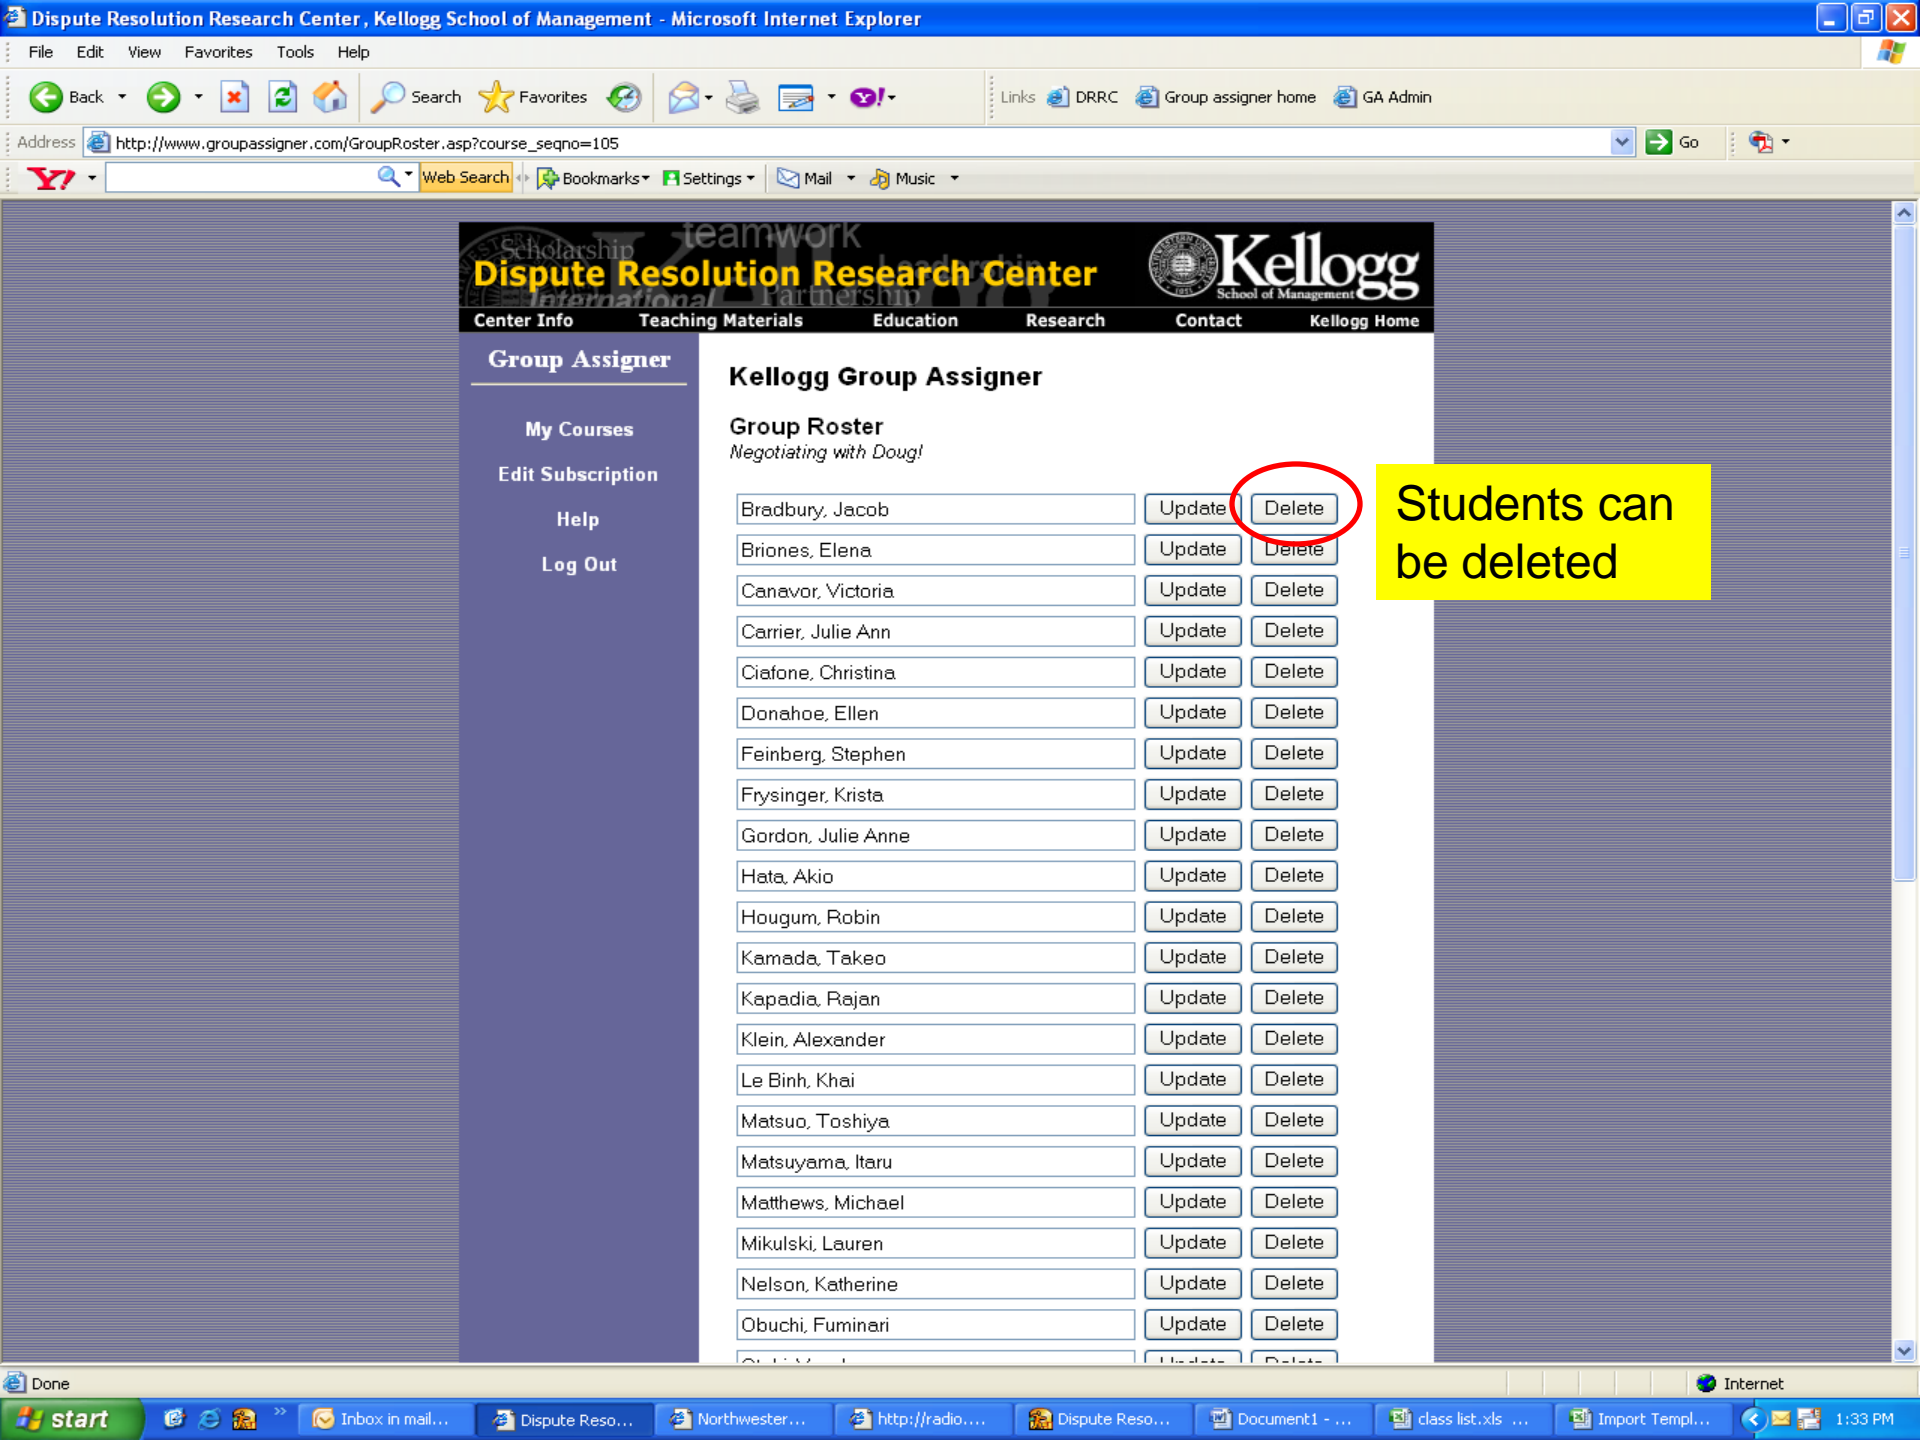 Dispute Resolution Research Center, Kellogg School of Management - Microsoft Internet Explorer
File Edit View Favorites Tools Help
Back Search Favorites Links DRRC Group assigner home GA Admin
Address http://www.groupassigner.com/GroupRoster.asp?course_seqno=105 Go
Y! Web Search Bookmarks Settings Mail Music
teamwork
Scholarship
Leadership
Dispute Resolution Research Center
International Partnership
Kellogg
School of Management
Center Info Teaching Materials Education Research Contact Kellogg Home
Group Assigner
My Courses
Edit Subscription
Help
Log Out
Kellogg Group Assigner
Group Roster
Negotiating with Doug!
Bradbury, Jacob Update Delete
Briones, Elena Update Delete
Canavor, Victoria Update Delete
Carrier, Julie Ann Update Delete
Ciafone, Christina Update Delete
Donahoe, Ellen Update Delete
Feinberg, Stephen Update Delete
Frysinger, Krista Update Delete
Gordon, Julie Anne Update Delete
Hata, Akio Update Delete
Hougum, Robin Update Delete
Kamada, Takeo Update Delete
Kapadia, Rajan Update Delete
Klein, Alexander Update Delete
Le Binh, Khai Update Delete
Matsuo, Toshiya Update Delete
Matsuyama, Itaru Update Delete
Matthews, Michael Update Delete
Mikulski, Lauren Update Delete
Nelson, Katherine Update Delete
Obuchi, Fuminari Update Delete
Update Delete
Students can
be deleted
Done Internet
start Inbox in mail... Dispute Reso... Northwester... http://radio.... Dispute Reso... Document1 - ... class list.xls ... Import Templ... 1:33 PM